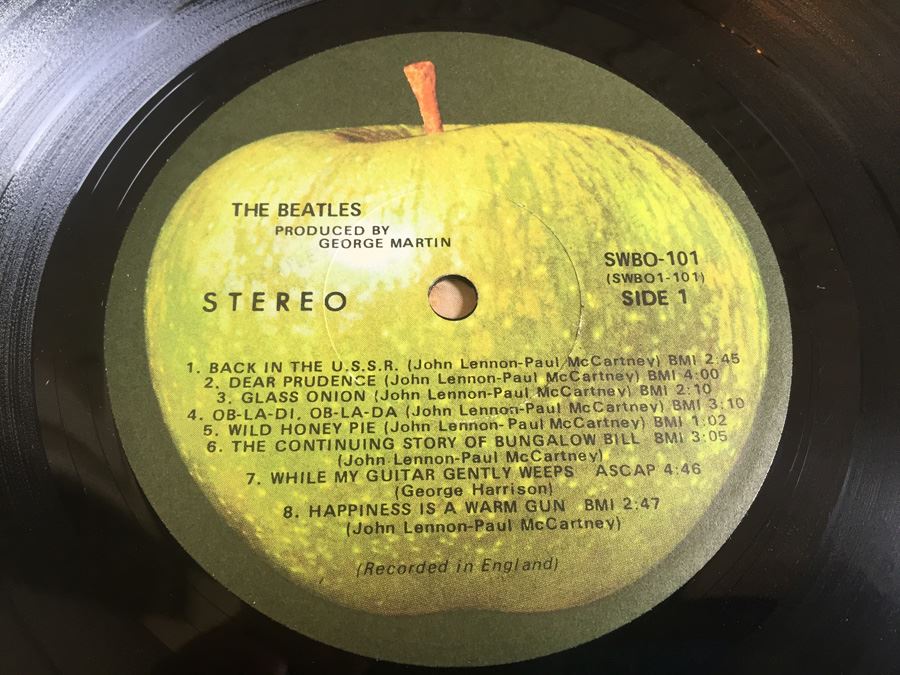 THE BEATLES
PRODUCED BY
GEORGE MARTIN
STEREO
SWBO-101
(SWBO1-101)
SIDE 1
1. BACK IN THE U.S.S.R. (John Lennon-Paul McCartney) BMI 2:45
2. DEAR PRUDENCE (John Lennon-Paul McCartney) BMI 4:00
3. GLASS ONION (John Lennon-Paul McCartney) BMI 2:10
4. OB-LA-DI, OB-LA-DA (John Lennon-Paul McCartney) BMI 3:10
5. WILD HONEY PIE (John Lennon-Paul McCartney) BMI 1:02
6. THE CONTINUING STORY OF BUNGALOW BILL BMI 3:05
(John Lennon-Paul McCartney)
7. WHILE MY GUITAR GENTLY WEEPS ASCAP 4:46
(George Harrison)
8. HAPPINESS IS A WARM GUN BMI 2:47
(John Lennon-Paul McCartney)
(Recorded in England)